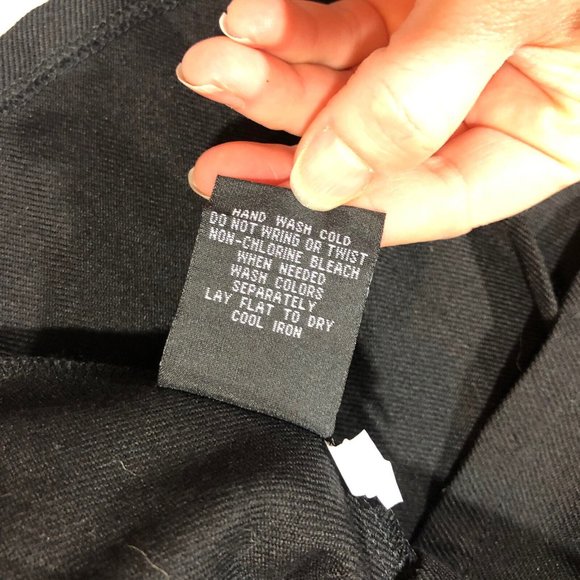 HAND WASH COLD
DO NOT WRING OR TWIST
NON-CHLORINE BLEACH
WHEN NEEDED
WASH COLORS
SEPARATELY
LAY FLAT TO DRY
COOL IRON